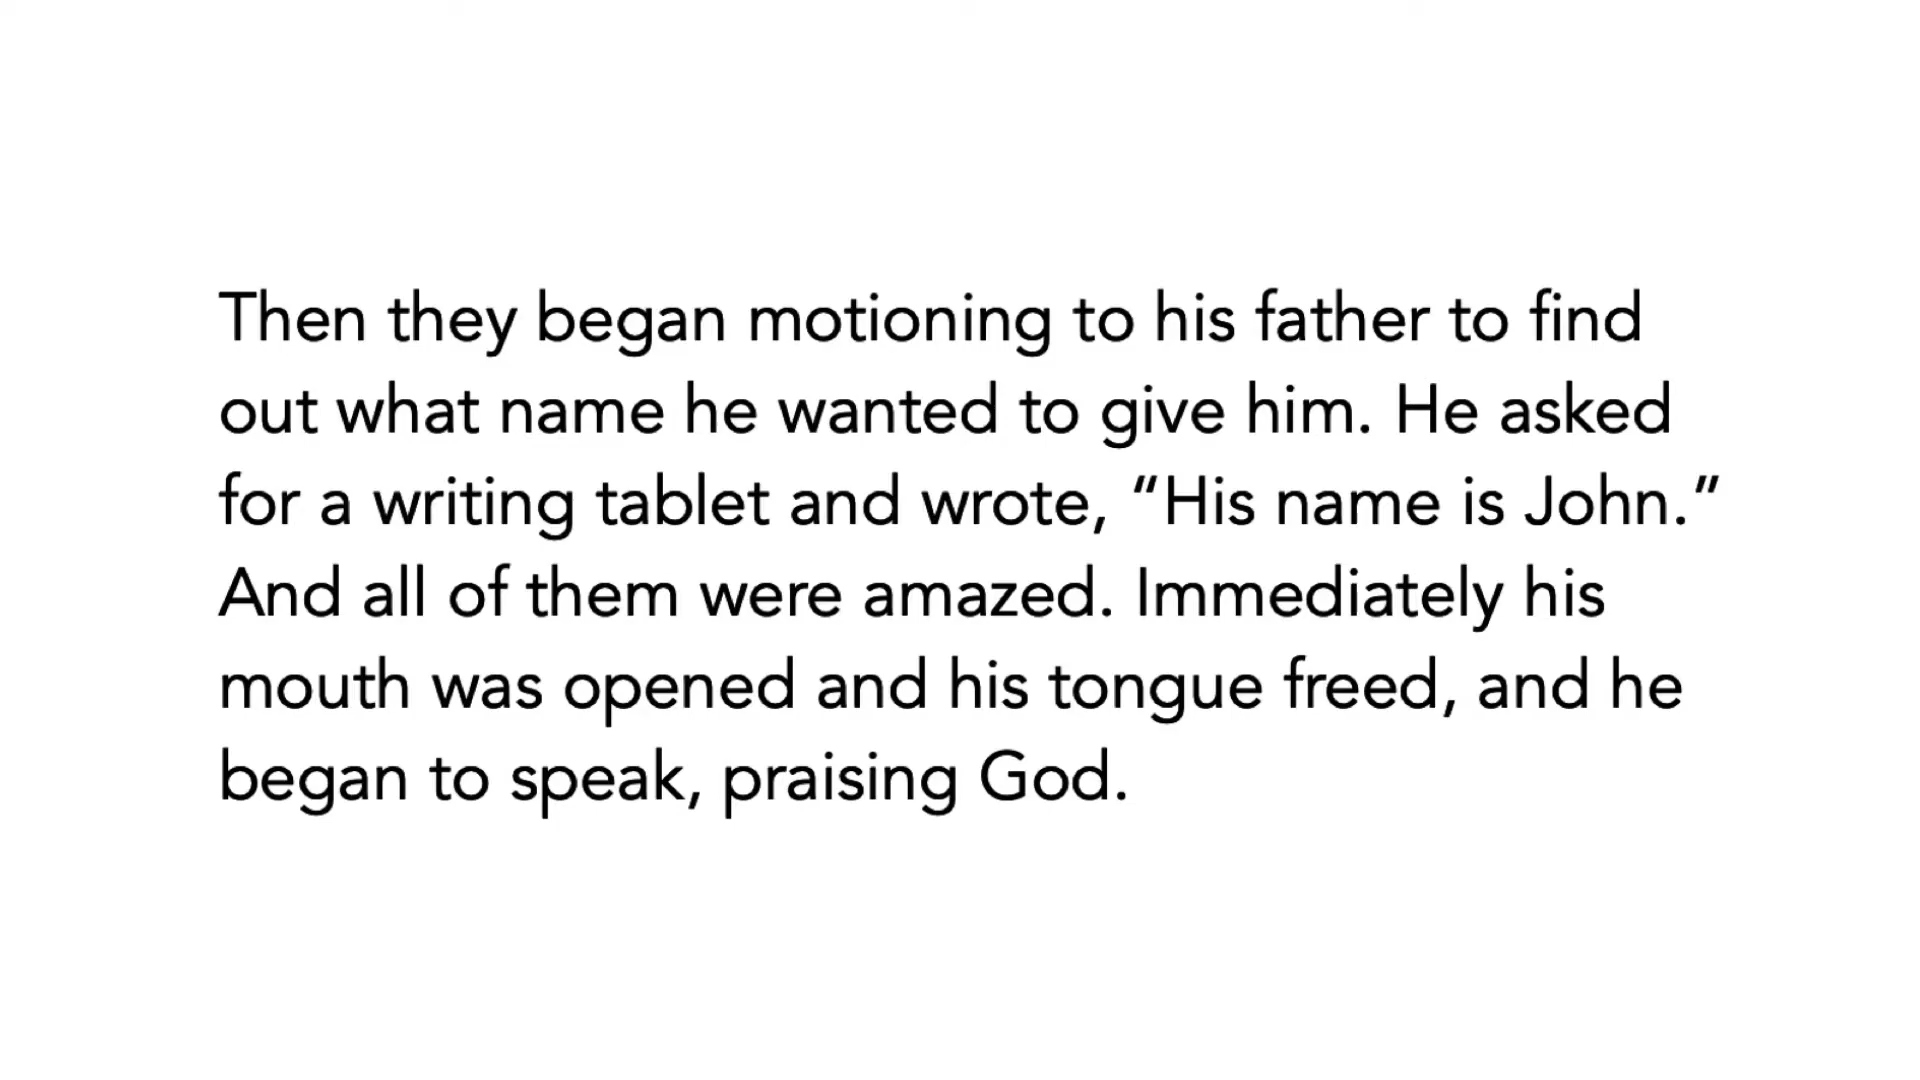 Then they began motioning to his father to find
out what name he wanted to give him. He asked
for a writing tablet and wrote, “His name is John.”
And all of them were amazed. Immediately his
mouth was opened and his tongue freed, and he
began to speak, praising God.